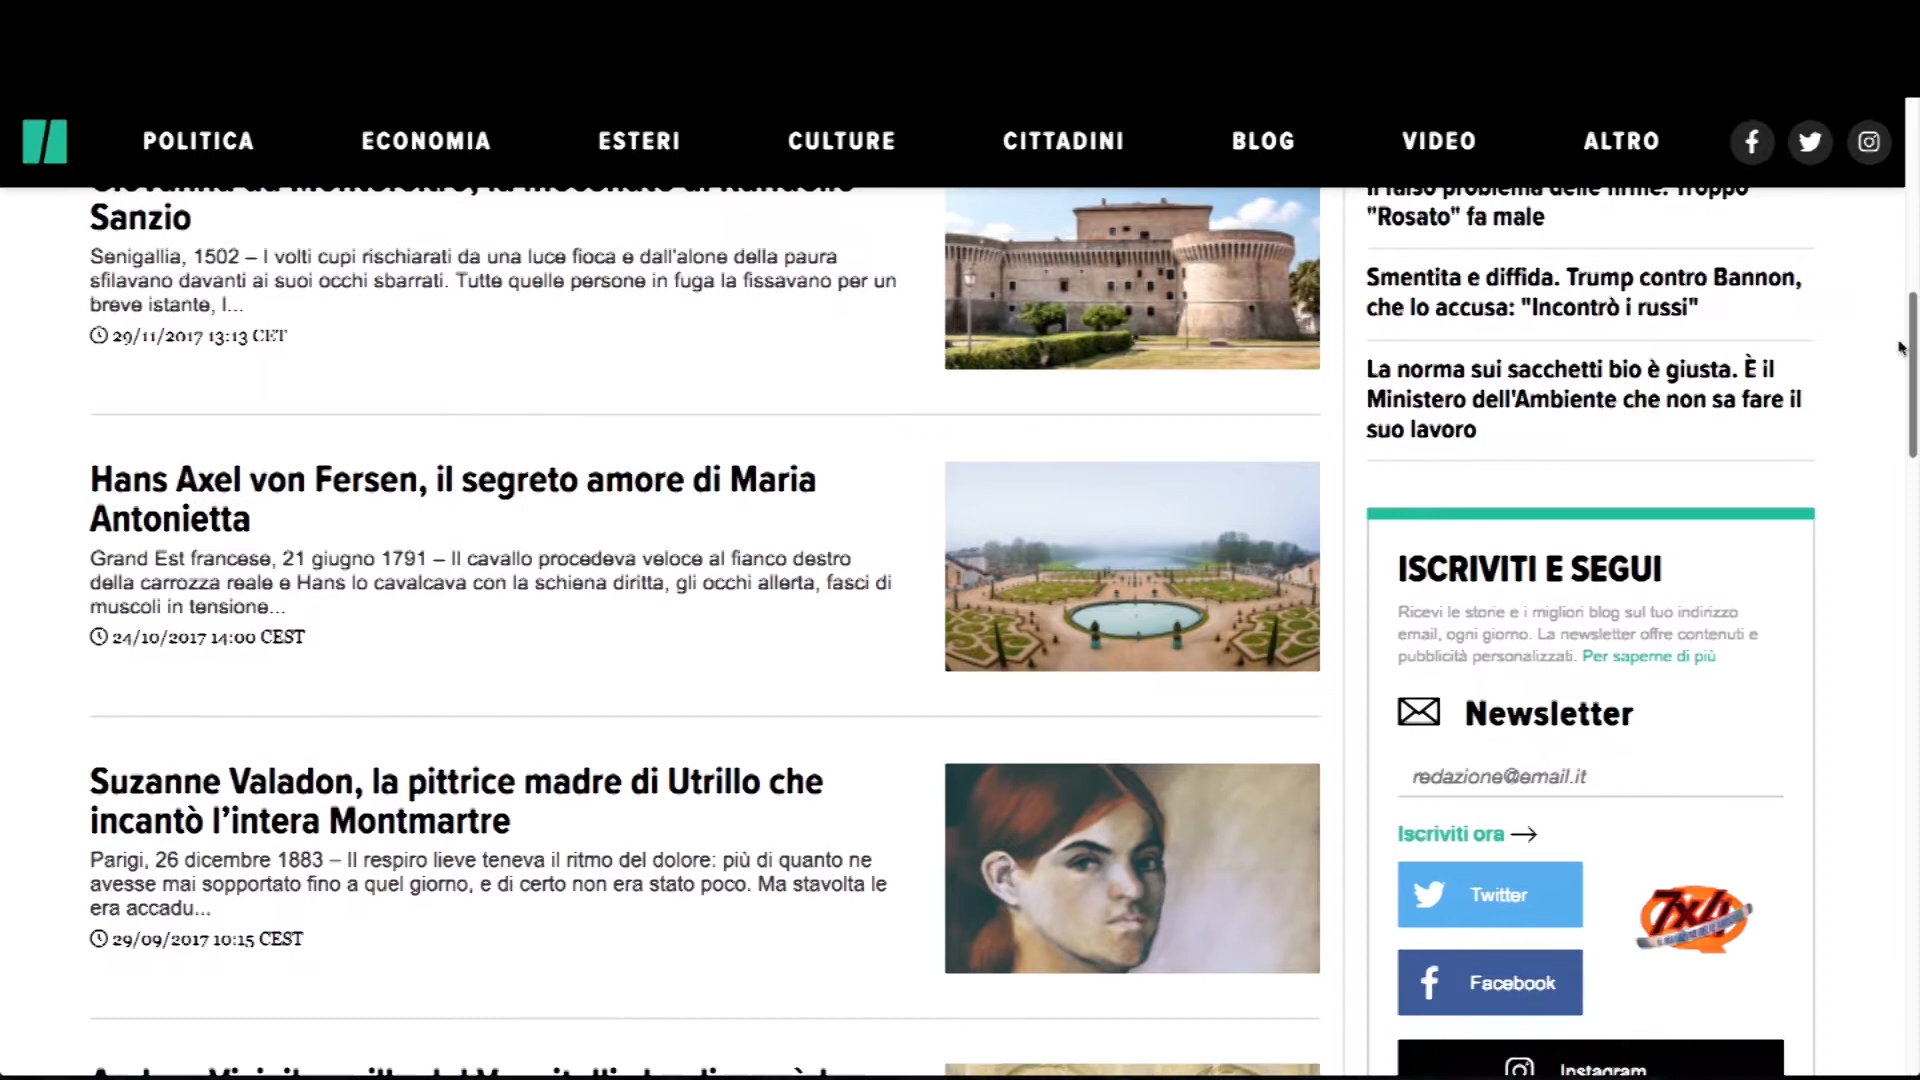 POLITICA
ECONOMIA
ESTERI
CULTURE
CITTADINI
BLOG
VIDEO
ALTRO
Sanzio
Senigallia, 1502 – I volti cupi rischiarati da una luce fioca e dall'alone della paura
sfilavano davanti ai suoi occhi sbarrati. Tutte quelle persone in fuga la fissavano per un
breve istante, l...
29/11/2017 13:13 CET
Hans Axel von Fersen, il segreto amore di Maria
Antonietta
Grand Est francese, 21 giugno 1791 – Il cavallo procedeva veloce al fianco destro
della carrozza reale e Hans lo cavalcava con la schiena diritta, gli occhi allerta, fasci di
muscoli in tensione...
24/10/2017 14:00 CEST
Suzanne Valadon, la pittrice madre di Utrillo che
incantò l’intera Montmartre
Parigi, 26 dicembre 1883 – Il respiro lieve teneva il ritmo del dolore: più di quanto ne
avesse mai sopportato fino a quel giorno, e di certo non era stato poco. Ma stavolta le
era accadu...
29/09/2017 10:15 CEST
Il falso problema delle firme. Troppo
"Rosato" fa male
Smentita e diffida. Trump contro Bannon,
che lo accusa: "Incontrò i russi"
La norma sui sacchetti bio è giusta. È il
Ministero dell'Ambiente che non sa fare il
suo lavoro
ISCRIVITI E SEGUI
Ricevi le storie e i migliori blog sul tuo indirizzo
email, ogni giorno. La newsletter offre contenuti e
pubblicità personalizzati. Per saperne di più
Newsletter
redazione@email.it
Iscriviti ora
Twitter
7x4
Facebook
Instagram